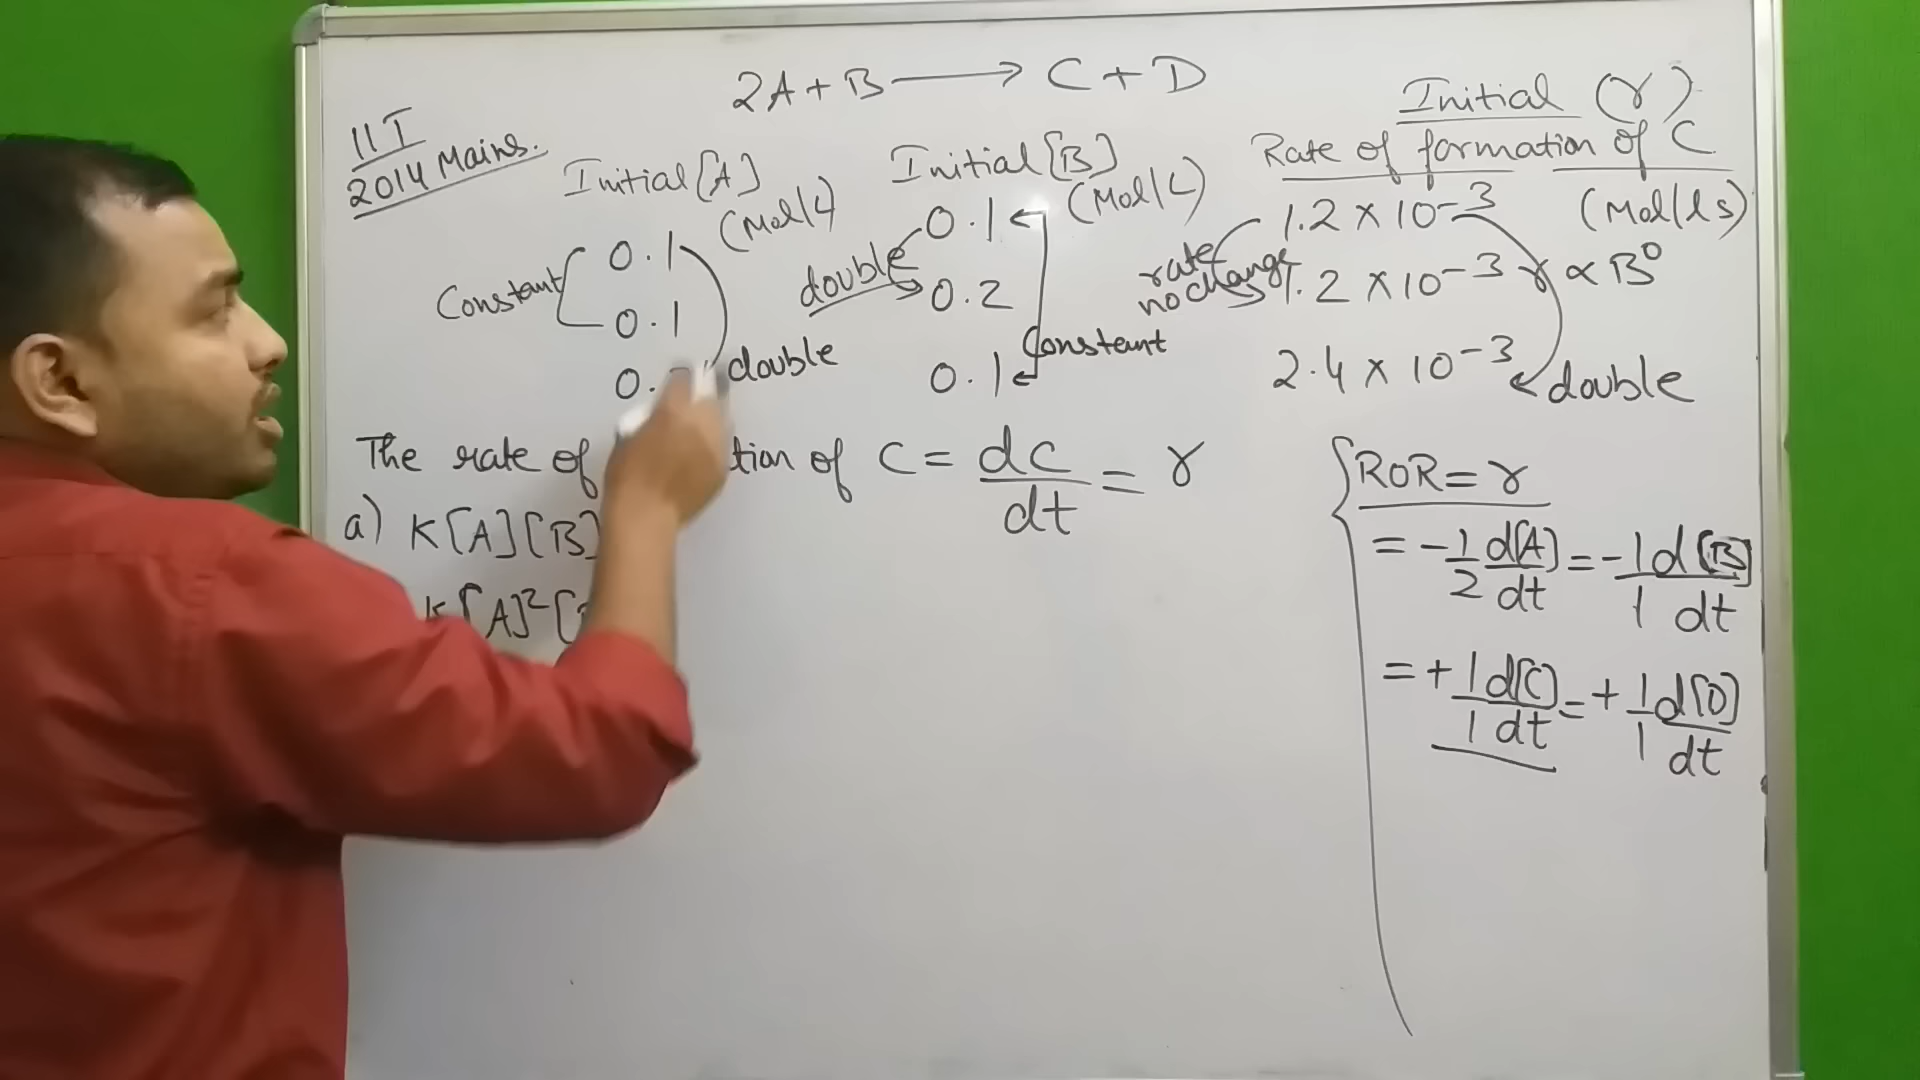 2A + B ⟶ C + D
IIT
2014 Mains.
Initial [A]
(Mol/L)
0.1
0.1
0.
Constant
double
Initial [B]
(Mol/L)
0.1
0.2
0.1
double
Constant
Initial (r)
Rate of formation of C
(Mol/l s)
1.2 × 10⁻³
1.2 × 10⁻³ r ∝ B⁰
2.4 × 10⁻³
rate
no change
double
The rate of tion of C = dc/dt = r
a) K[A][B]
K[A]²[
ROR = r
= -1/2 d[A]/dt = -1/1 d[B]/dt
= +1/1 d[C]/dt = +1/1 d[D]/dt